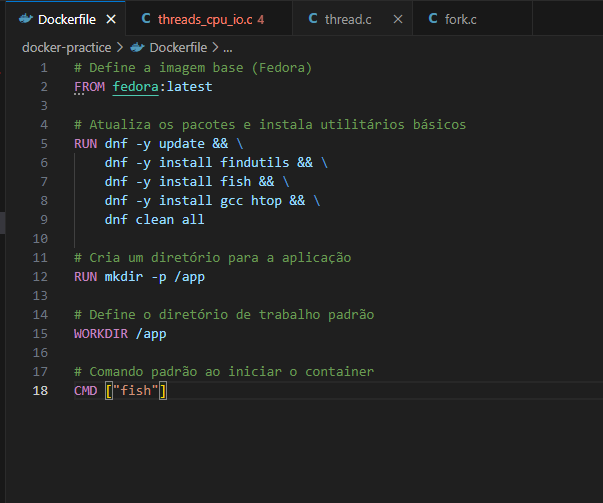 Dockerfile × C threads_cpu_io.c 4 C thread.c × C fork.c
docker-practice > Dockerfile > ...
1 # Define a imagem base (Fedora)
2 FROM fedora:latest
3
4 # Atualiza os pacotes e instala utilitários básicos
5 RUN dnf -y update && \
6 dnf -y install findutils && \
7 dnf -y install fish && \
8 dnf -y install gcc htop && \
9 dnf clean all
10
11 # Cria um diretório para a aplicação
12 RUN mkdir -p /app
13
14 # Define o diretório de trabalho padrão
15 WORKDIR /app
16
17 # Comando padrão ao iniciar o container
18 CMD ["fish"]